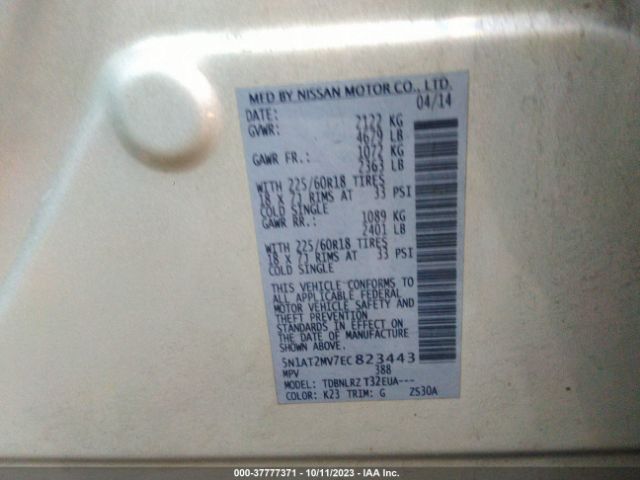 MFD BY NISSAN MOTOR CO., LTD.
DATE: 04/14
GVWR: 2122 KG
4679 LB
GAWR FR.: 1072 KG
2363 LB
WITH 225/60R18 TIRES
18 X 7J RIMS AT 33 PSI
COLD SINGLE
GAWR RR.: 1089 KG
2401 LB
WITH 225/60R18 TIRES
18 X 7J RIMS AT 33 PSI
COLD SINGLE
THIS VEHICLE CONFORMS TO
ALL APPLICABLE FEDERAL
MOTOR VEHICLE SAFETY AND
THEFT PREVENTION
STANDARDS IN EFFECT ON
THE DATE OF MANUFACTURE
SHOWN ABOVE.
5N1AT2MV7EC823443
MPV 388
MODEL: TDBNLRZ T32EUA---
COLOR: K23 TRIM: G ZS30A
000-37777371 - 10/11/2023 - IAA Inc.